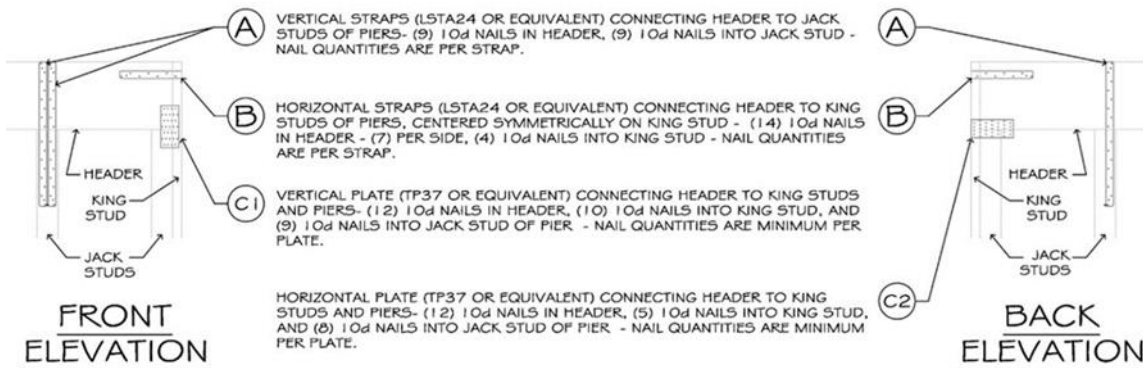 A
VERTICAL STRAPS (LSTA24 OR EQUIVALENT) CONNECTING HEADER TO JACK
STUDS OF PIERS- (9) 10d NAILS IN HEADER, (9) 10d NAILS INTO JACK STUD -
NAIL QUANTITIES ARE PER STRAP.
A
B
HORIZONTAL STRAPS (LSTA24 OR EQUIVALENT) CONNECTING HEADER TO KING
STUDS OF PIERS, CENTERED SYMMETRICALLY ON KING STUD - (14) 10d NAILS
IN HEADER - (7) PER SIDE, (4) 10d NAILS INTO KING STUD - NAIL QUANTITIES
ARE PER STRAP.
B
C1
VERTICAL PLATE (TP37 OR EQUIVALENT) CONNECTING HEADER TO KING STUDS
AND PIERS- (12) 10d NAILS IN HEADER, (10) 10d NAILS INTO KING STUD, AND
(9) 10d NAILS INTO JACK STUD OF PIER - NAIL QUANTITIES ARE MINIMUM PER
PLATE.
HORIZONTAL PLATE (TP37 OR EQUIVALENT) CONNECTING HEADER TO KING
STUDS AND PIERS- (12) 10d NAILS IN HEADER, (5) 10d NAILS INTO KING STUD,
AND (8) 10d NAILS INTO JACK STUD OF PIER - NAIL QUANTITIES ARE MINIMUM
PER PLATE.
C2
HEADER
KING
STUD
JACK
STUDS
FRONT
ELEVATION
HEADER
KING
STUD
JACK
STUDS
BACK
ELEVATION